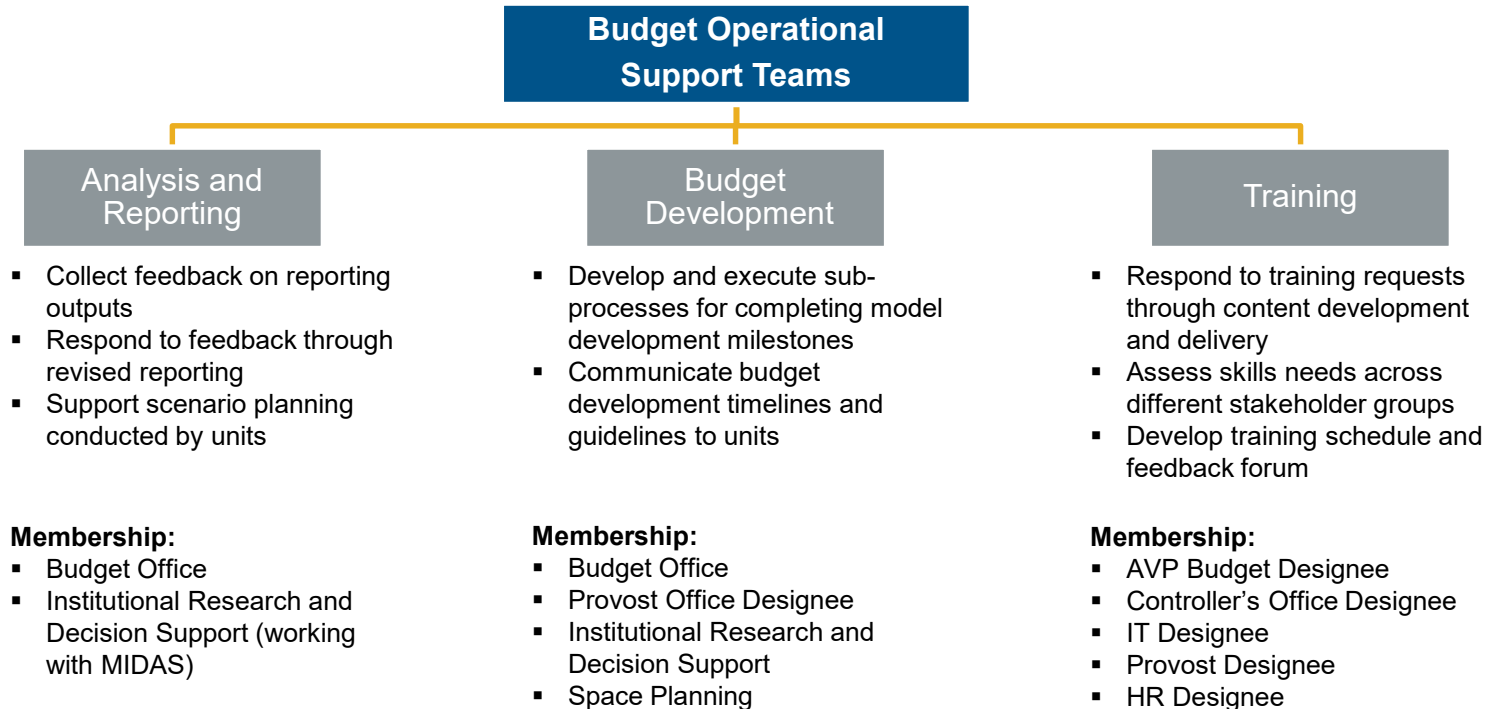 Budget Operational
Support Teams
Analysis and
Reporting
▪ Collect feedback on reporting
outputs
▪ Respond to feedback through
revised reporting
▪ Support scenario planning
conducted by units
Membership:
▪ Budget Office
▪ Institutional Research and
Decision Support (working
with MIDAS)
Budget
Development
▪ Develop and execute sub-
processes for completing model
development milestones
▪ Communicate budget
development timelines and
guidelines to units
Membership:
▪ Budget Office
▪ Provost Office Designee
▪ Institutional Research and
Decision Support
▪ Space Planning
Training
▪ Respond to training requests
through content development
and delivery
▪ Assess skills needs across
different stakeholder groups
▪ Develop training schedule and
feedback forum
Membership:
▪ AVP Budget Designee
▪ Controller’s Office Designee
▪ IT Designee
▪ Provost Designee
▪ HR Designee